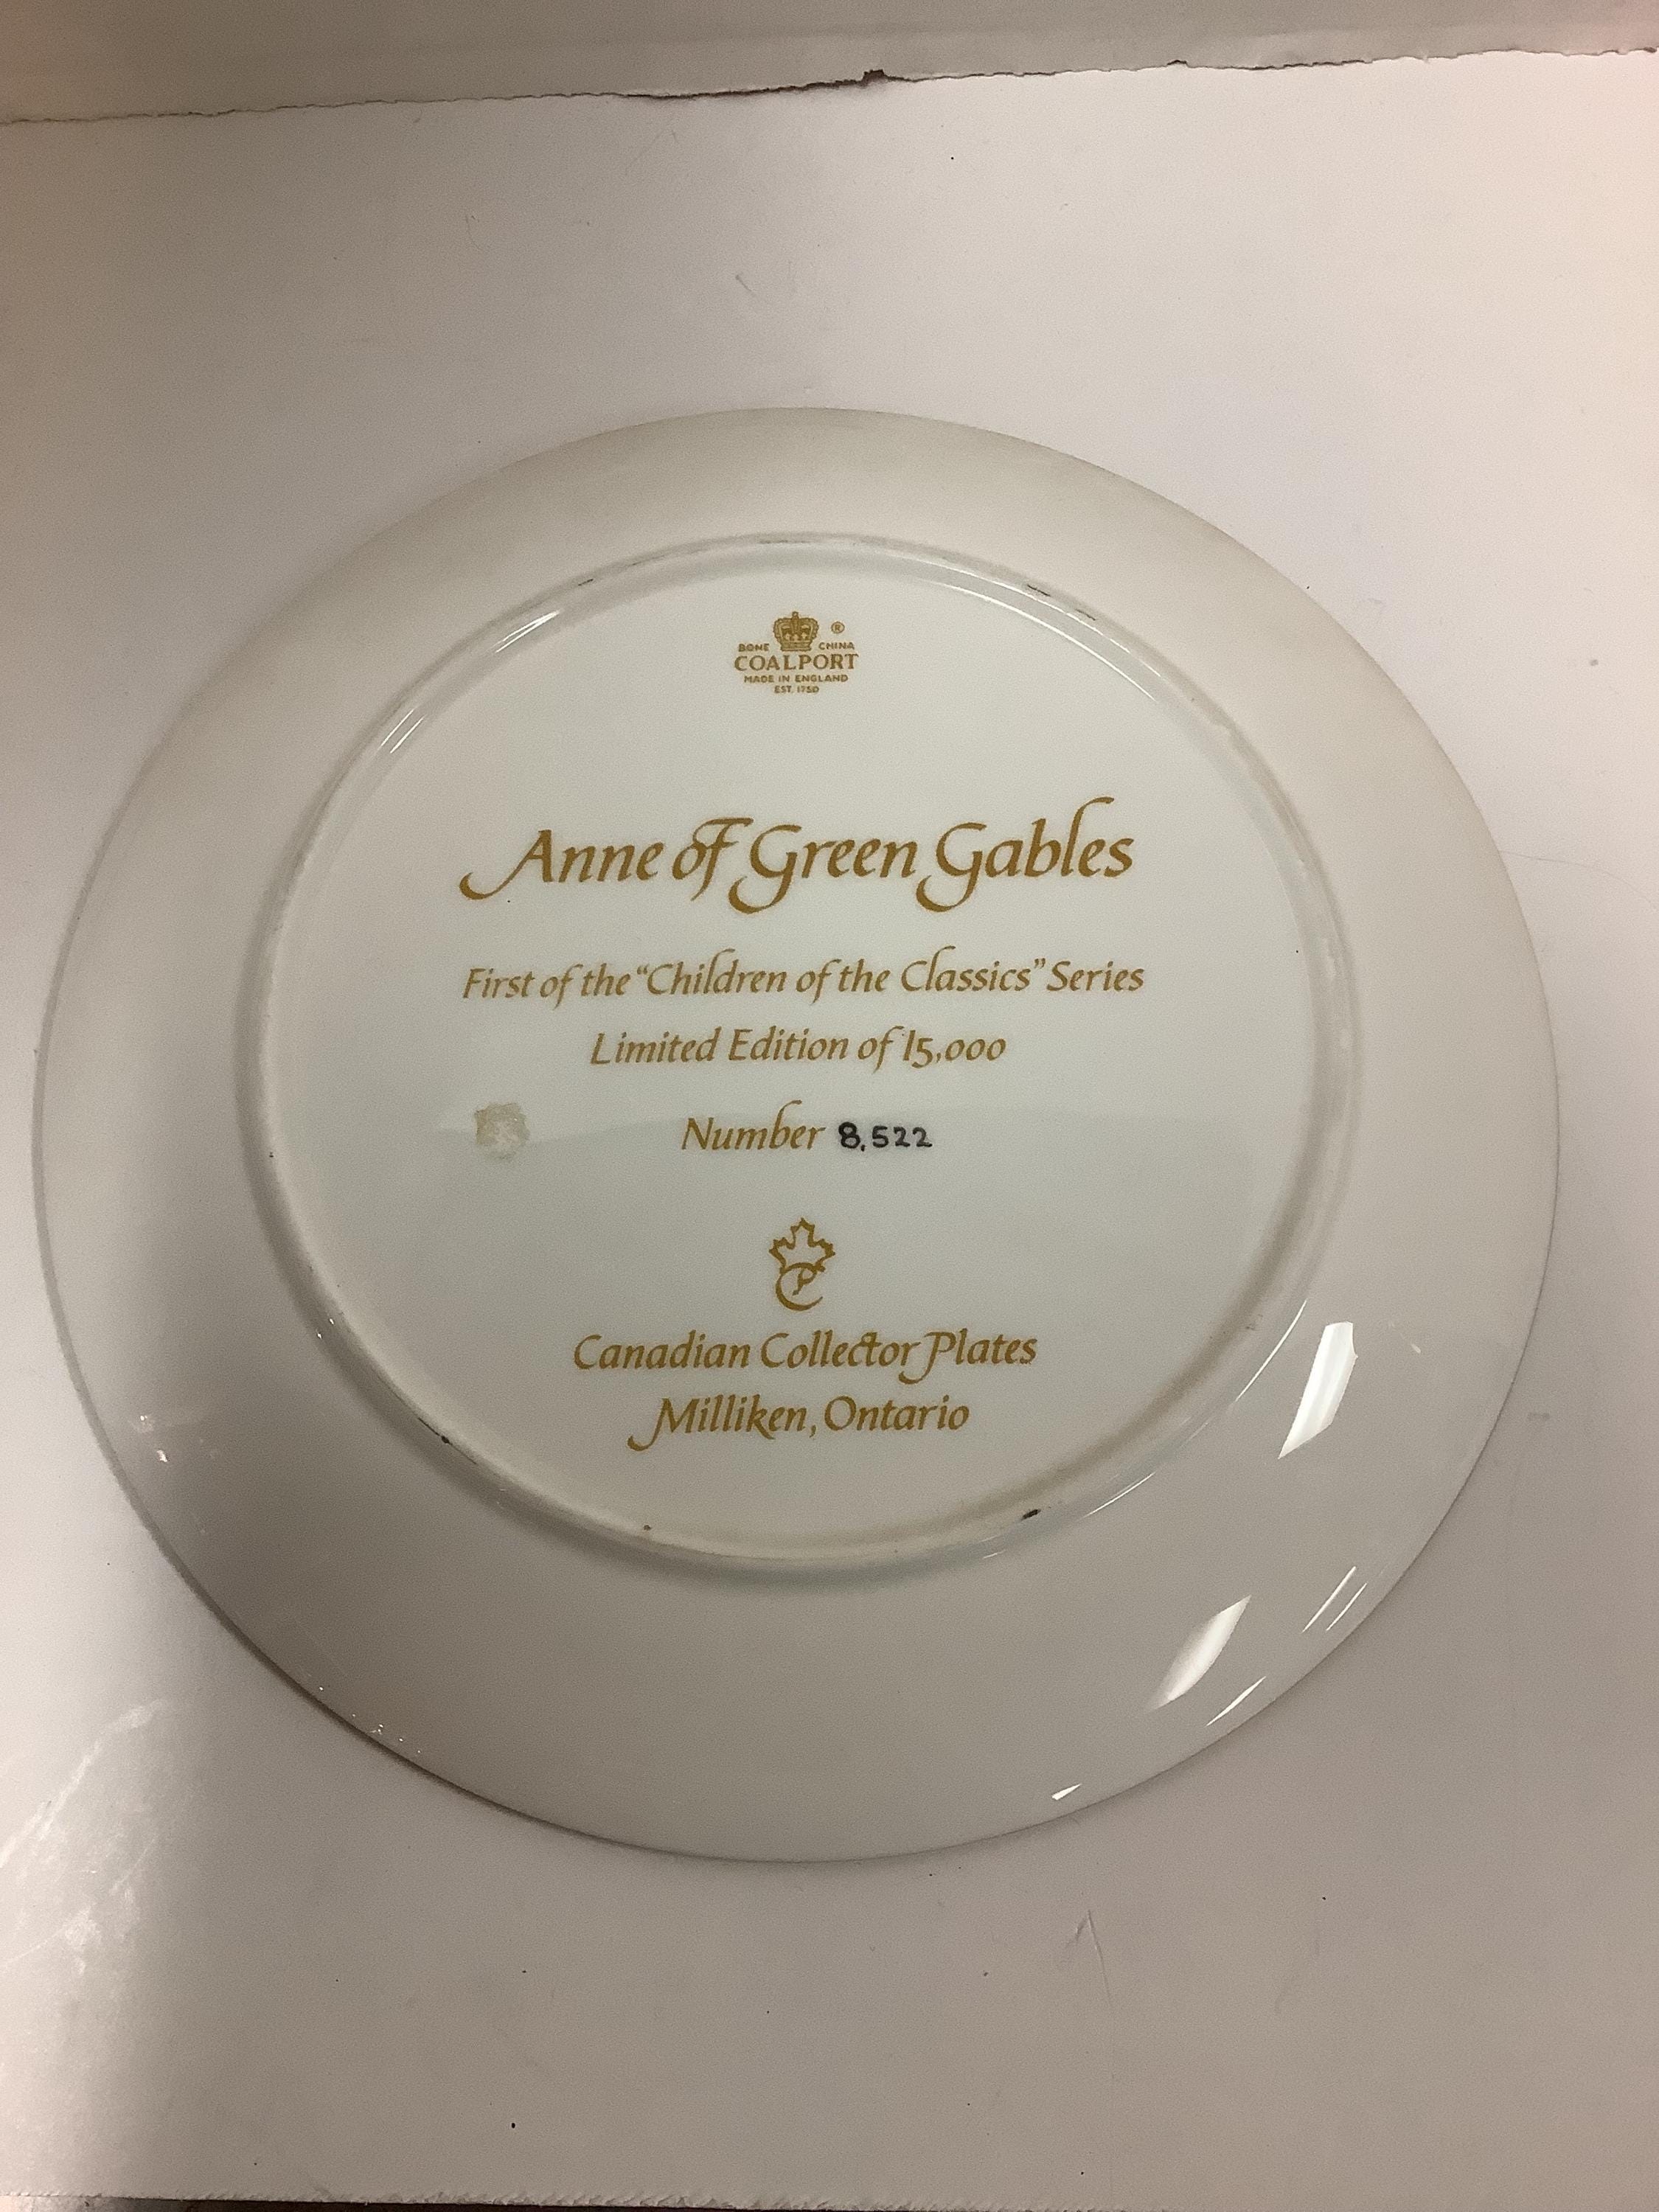 ®
BONE CHINA
COALPORT
MADE IN ENGLAND
EST. 1750
Anne of Green Gables
First of the "Children of the Classics" Series
Limited Edition of 15,000
Number 8,522
CP
Canadian Collector Plates
Milliken, Ontario